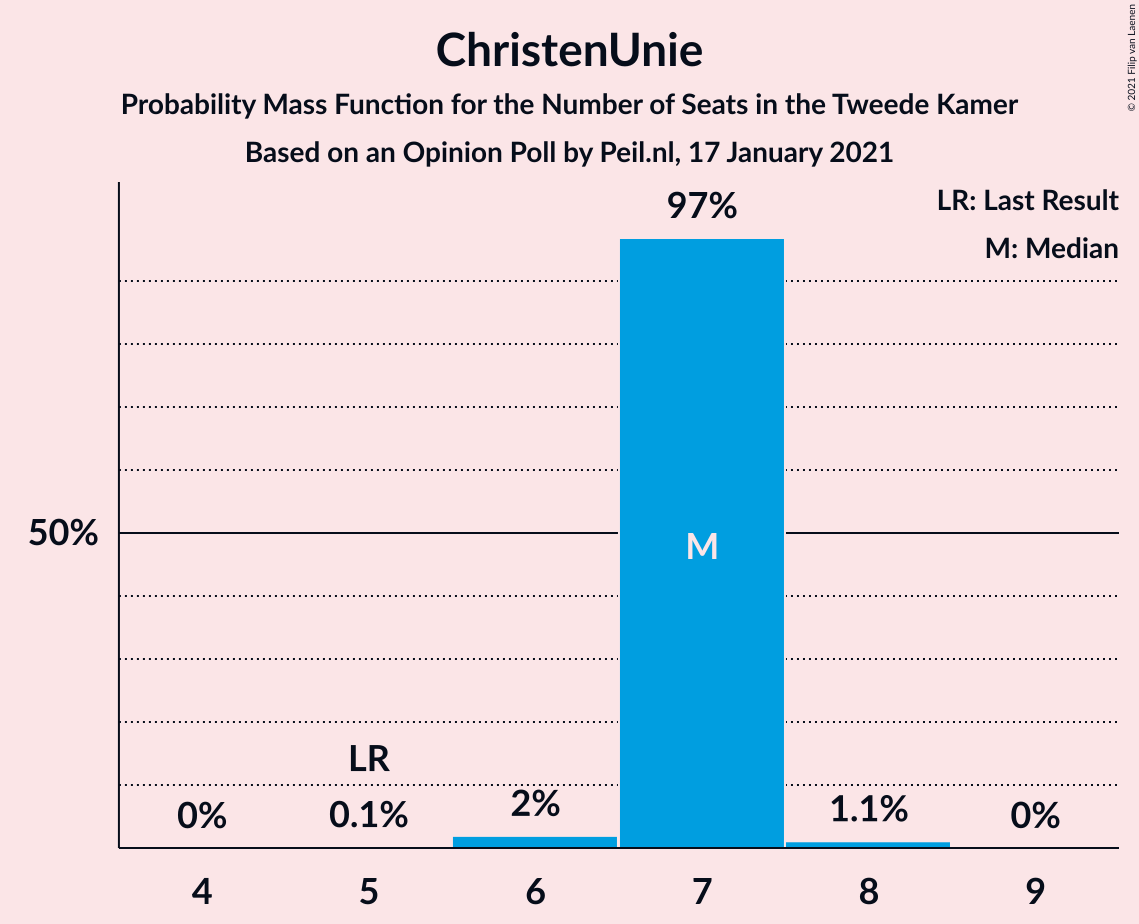 ChristenUnie
Probability Mass Function for the Number of Seats in the Tweede Kamer
Based on an Opinion Poll by Peil.nl, 17 January 2021
© 2021 Filip van Laenen
LR: Last Result
M: Median
97%
50%
M
LR
0%
0.1%
2%
1.1%
0%
4 5 6 7 8 9